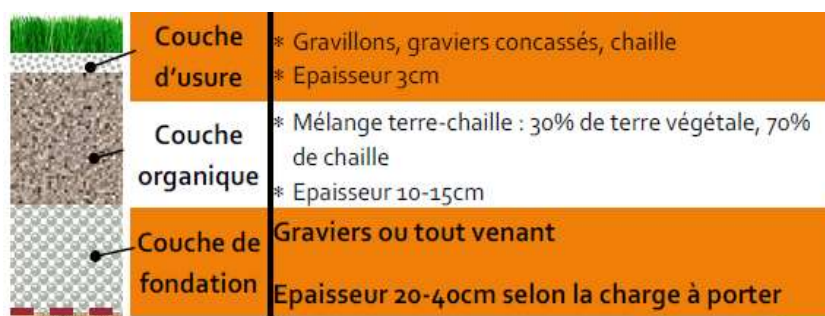 Couche d'usure
* Gravillons, graviers concassés, chaille
* Epaisseur 3cm
Couche organique
* Mélange terre-chaille : 30% de terre végétale, 70%
de chaille
* Epaisseur 10-15cm
Couche de fondation
Graviers ou tout venant
Epaisseur 20-40cm selon la charge à porter